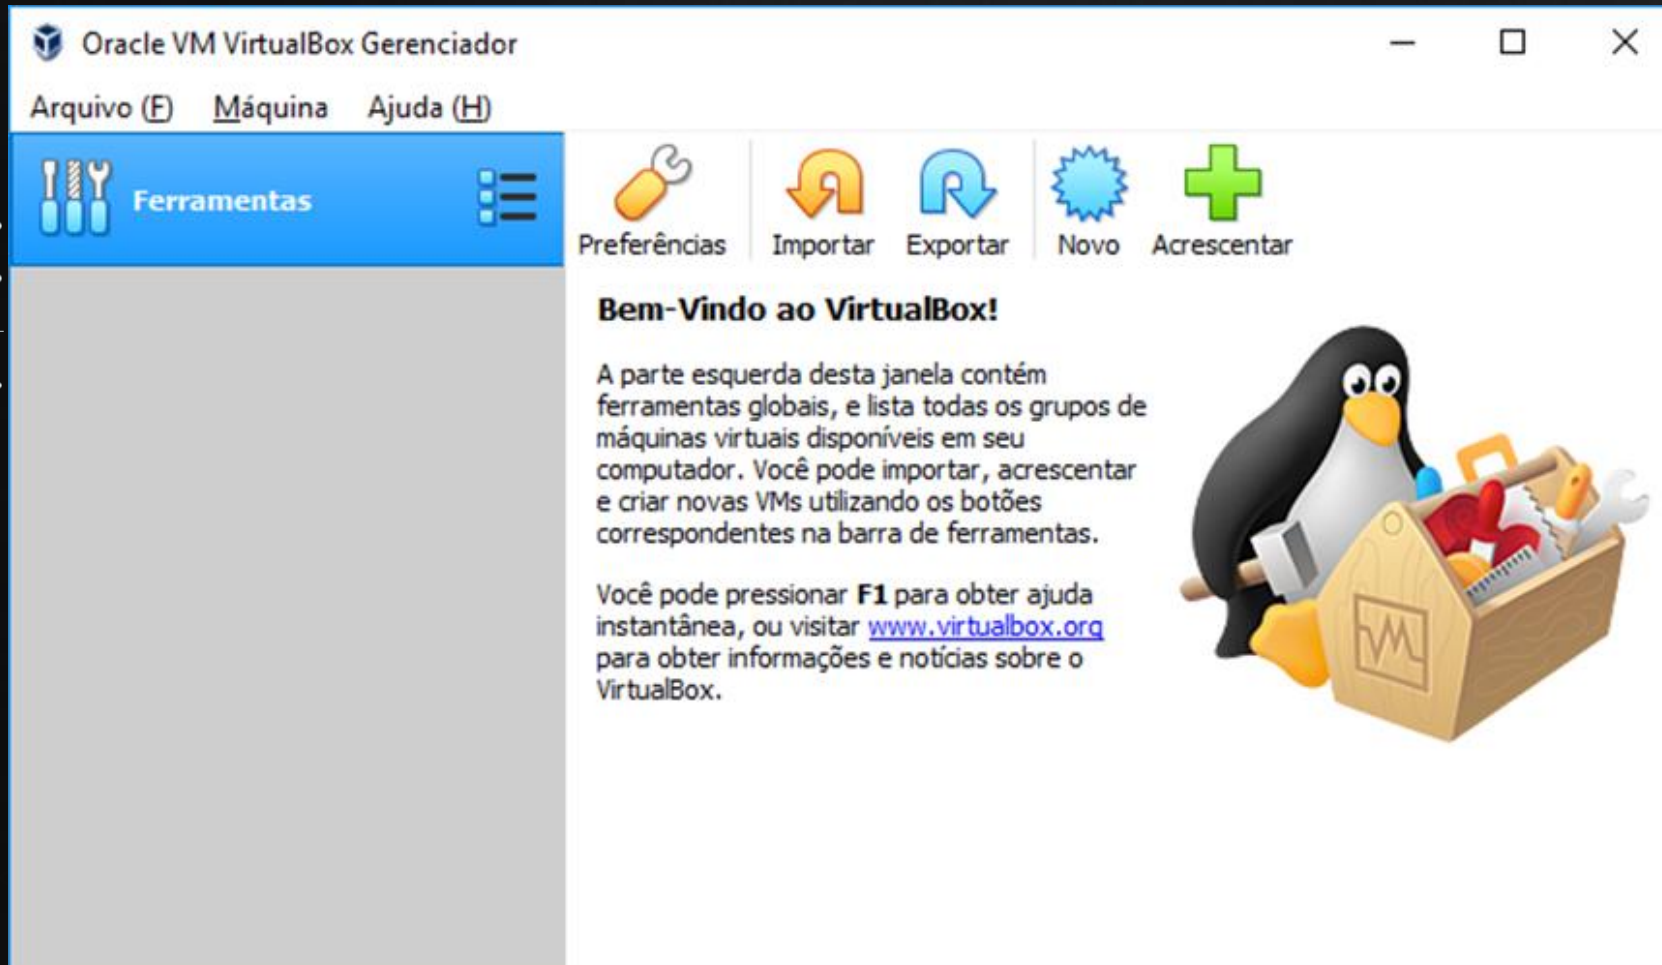 Oracle VM VirtualBox Gerenciador
Arquivo (F) Máquina Ajuda (H)
Ferramentas
Preferências Importar Exportar Novo Acrescentar
Bem-Vindo ao VirtualBox!
A parte esquerda desta janela contém
ferramentas globais, e lista todas os grupos de
máquinas virtuais disponíveis em seu
computador. Você pode importar, acrescentar
e criar novas VMs utilizando os botões
correspondentes na barra de ferramentas.
Você pode pressionar F1 para obter ajuda
instantânea, ou visitar www.virtualbox.org
para obter informações e notícias sobre o
VirtualBox.
VM